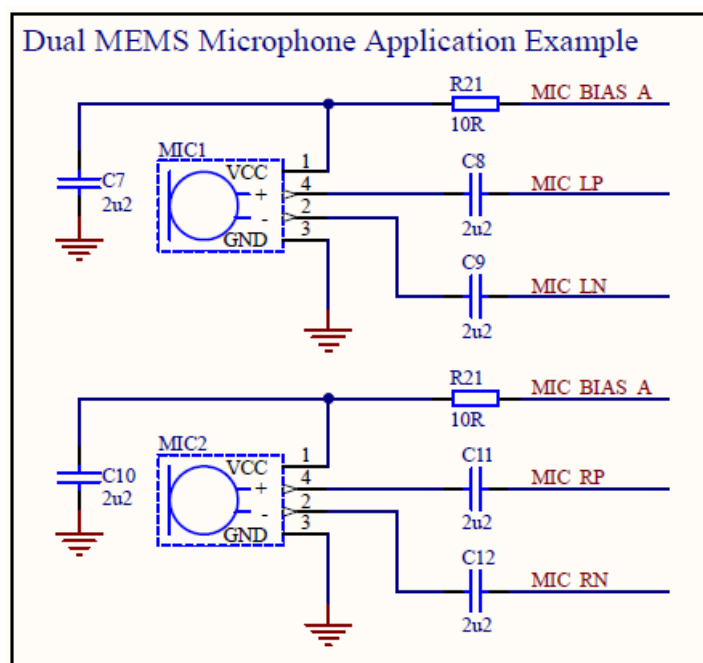 Dual MEMS Microphone Application Example
R21
MIC BIAS A
10R
MIC1
1
VCC
C7
2u2
+
4
C8
MIC LP
-
2
2u2
GND
3
C9
MIC LN
2u2
R21
MIC BIAS A
10R
MIC2
1
VCC
C10
2u2
+
4
C11
MIC RP
-
2
2u2
GND
3
C12
MIC RN
2u2